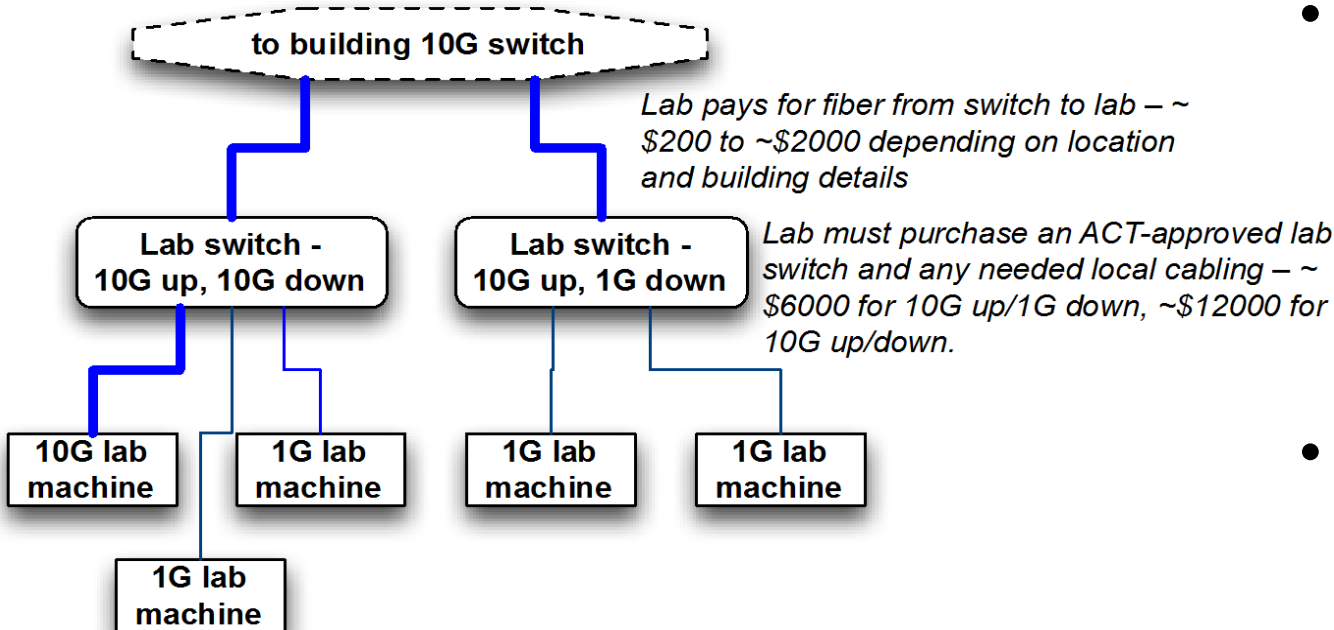 to building 10G switch
Lab pays for fiber from switch to lab – ~
$200 to ~$2000 depending on location
and building details
Lab switch -
10G up, 10G down
Lab switch -
10G up, 1G down
Lab must purchase an ACT-approved lab
switch and any needed local cabling – ~
$6000 for 10G up/1G down, ~$12000 for
10G up/down.
10G lab
machine
1G lab
machine
1G lab
machine
1G lab
machine
1G lab
machine